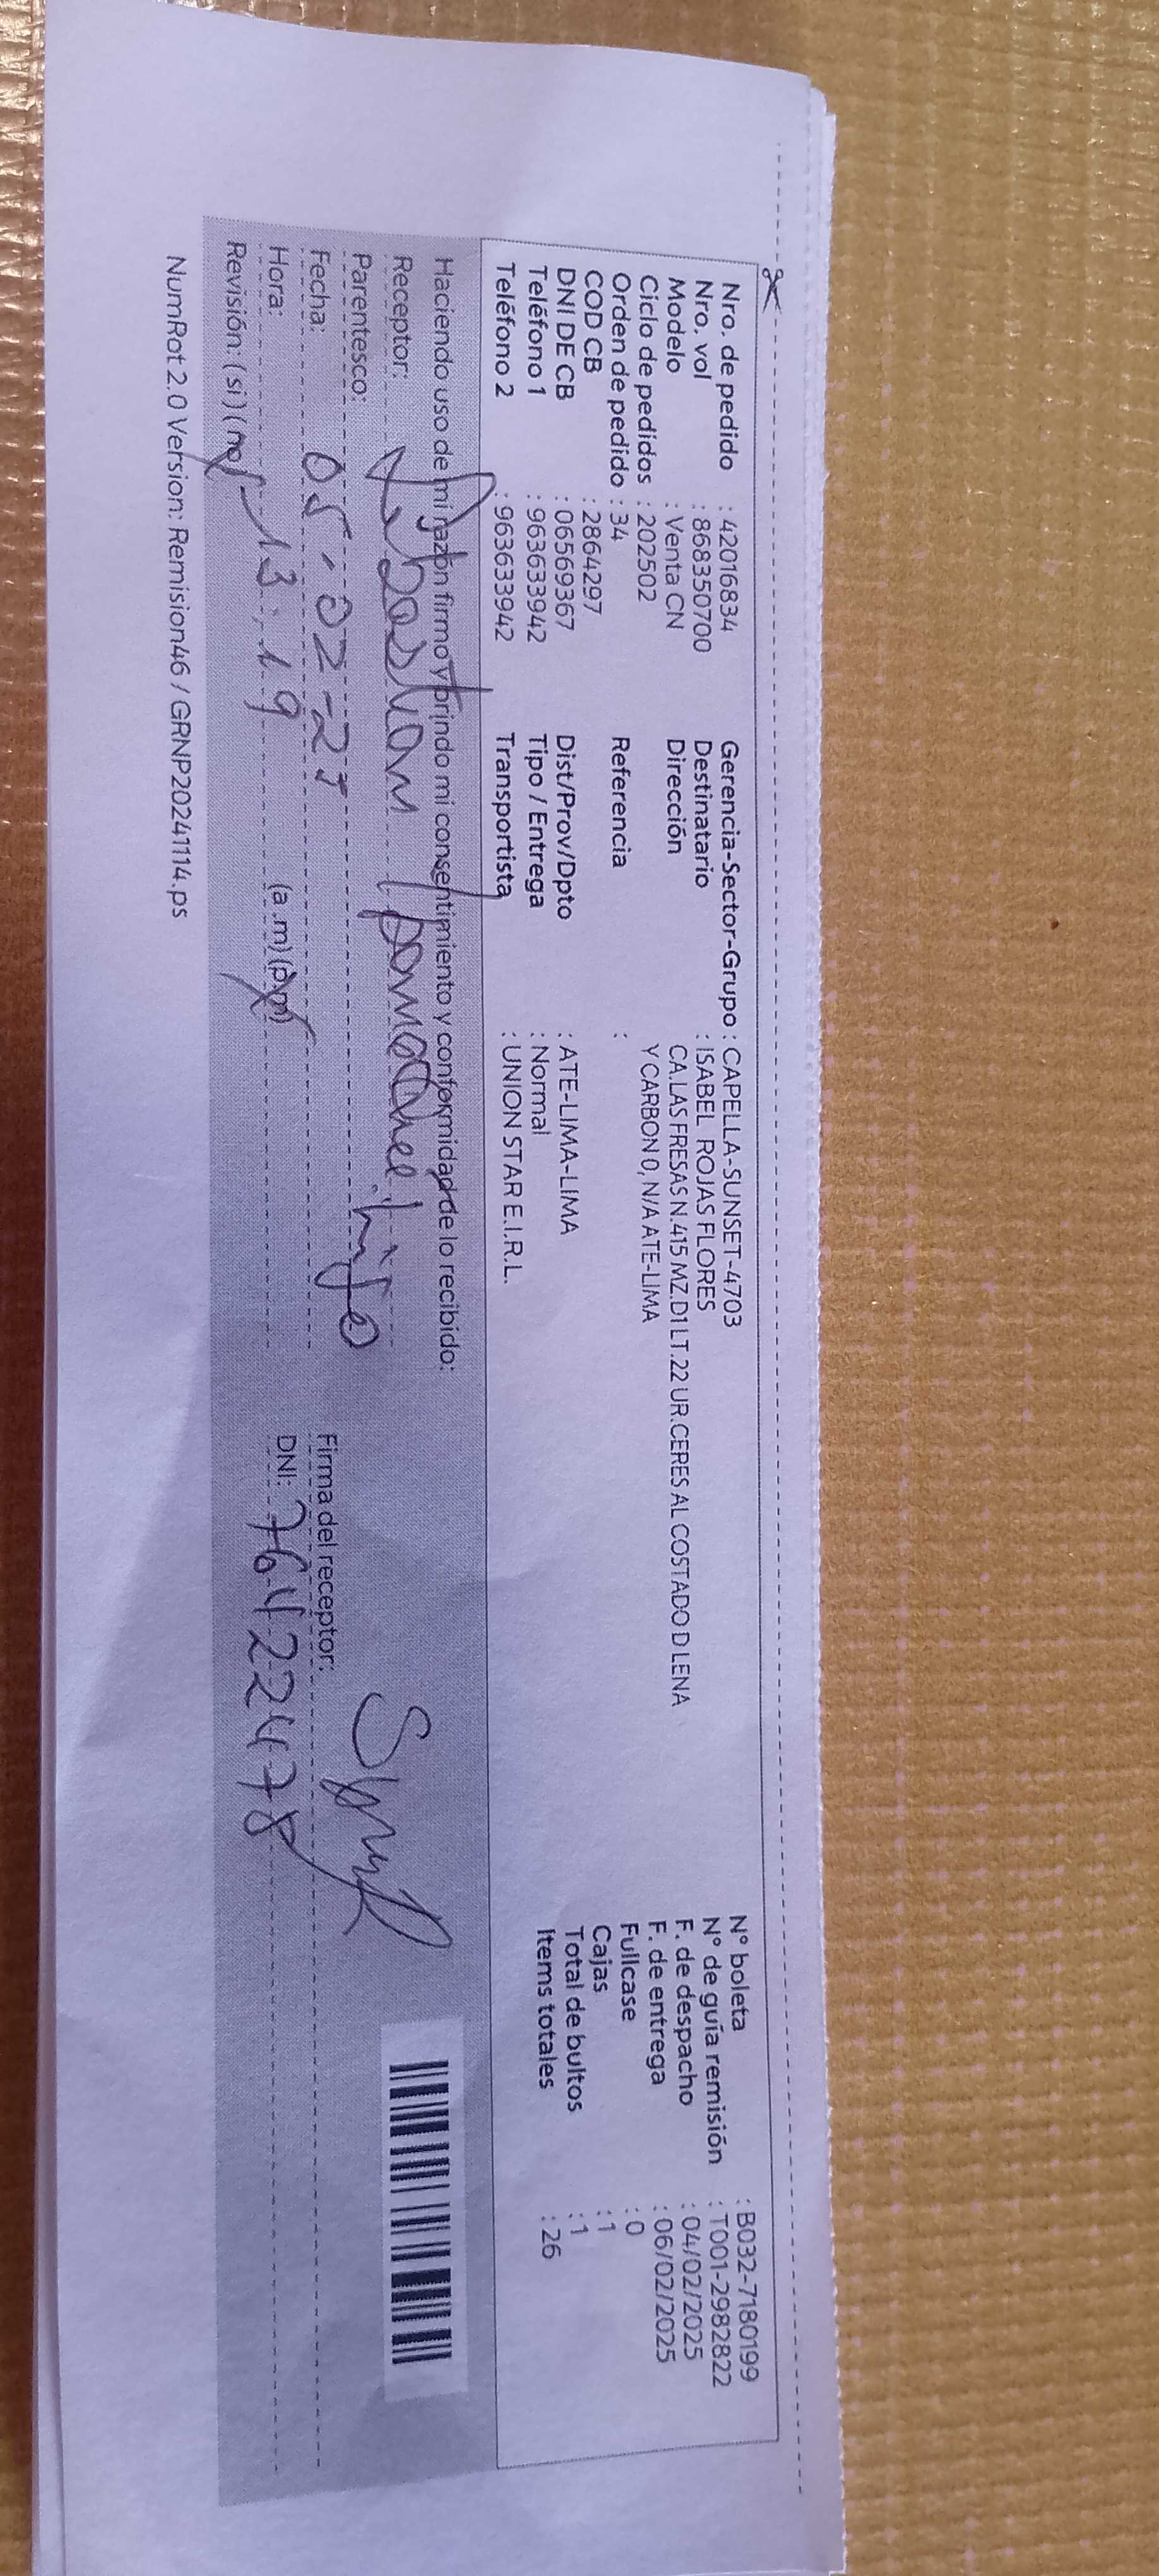 Nro. de pedido : 42016834
Nro. vol : 868350700
Modelo : Venta CN
Ciclo de pedidos : 202502
Orden de pedido : 34
COD CB : 2864297
DNI DE CB : 06569367
Teléfono 1 : 963633942
Teléfono 2 : 963633942
Gerencia-Sector-Grupo : CAPELLA-SUNSET-4703
Destinatario : ISABEL ROJAS FLORES
Dirección CA.LAS FRESAS N.415 MZ.D1 LT.22 UR.CERES AL COSTADO D LENA
Y CARBON 0, N/A ATE-LIMA
Referencia :
Dist/Prov/Dpto : ATE-LIMA-LIMA
Tipo / Entrega : Normal
Transportista : UNION STAR E.I.R.L.
N° boleta : B032-7180199
N° de guía remisión : T001-2982822
F. de despacho : 04/02/2025
F. de entrega : 06/02/2025
Fullcase : 0
Cajas : 1
Total de bultos : 1
Items totales : 26
Haciendo uso de mi razón firmo y brindo mi consentimiento y conformidad de lo recibido:
Receptor: Sebastian
Parentesco: hijo
Fecha: 05-02-25
Hora: 13:19 (a.m)(p.m)
Revisión: (si) (no)
Firma del receptor:
DNI: 76422478
NumRot 2.0 Version: Remision46 / GRNP20241114.ps